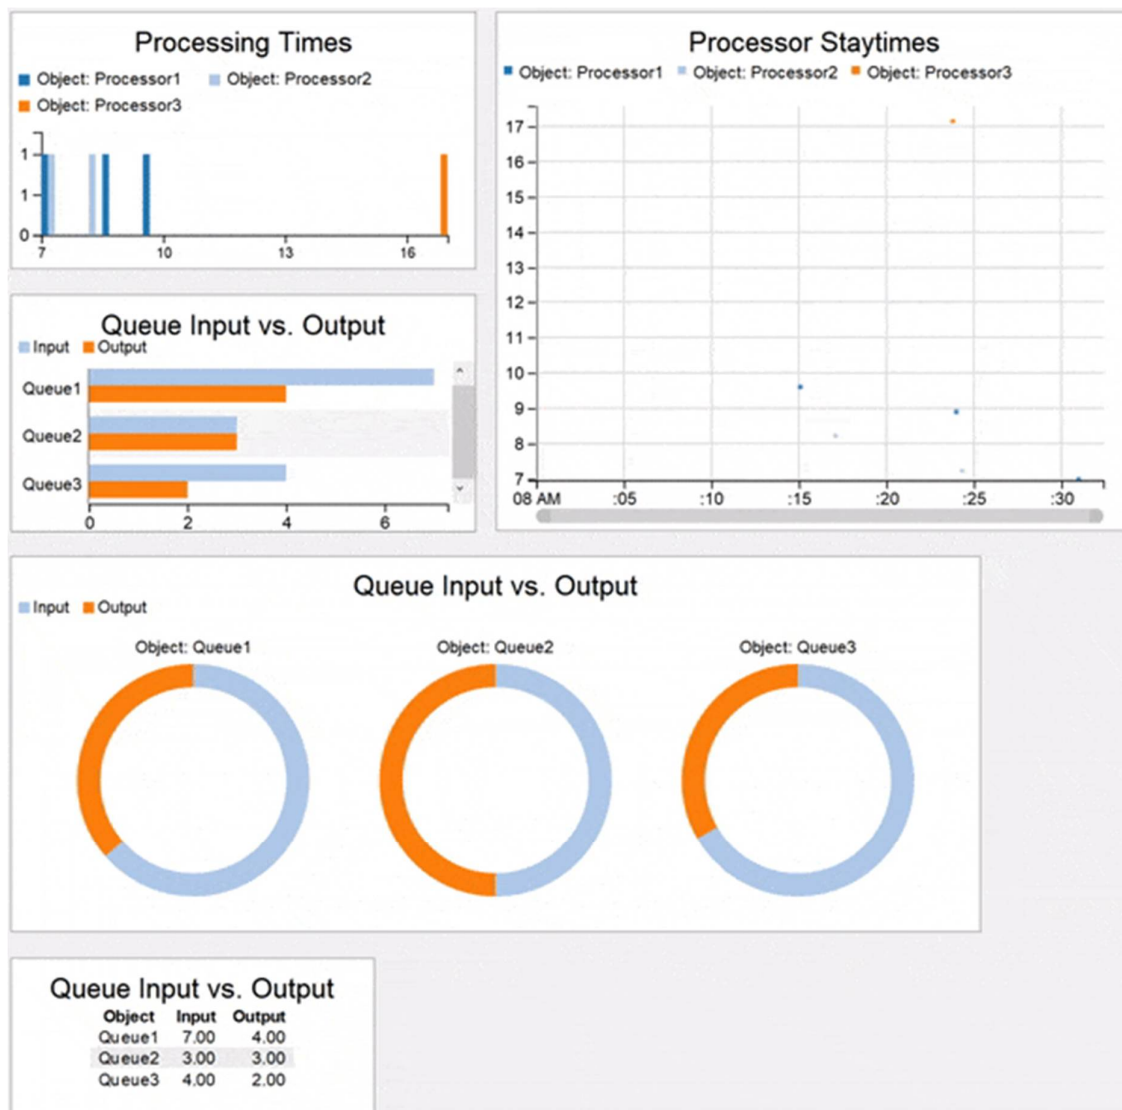 Processing Times
Object: Processor1 Object: Processor2
Object: Processor3
1
1
0
7 10 13 16
Processor Staytimes
Object: Processor1 Object: Processor2 Object: Processor3
17
16
15
14
13
12
11
10
9
8
7
08 AM :05 :10 :15 :20 :25 :30
Queue Input vs. Output
Input Output
Queue1
Queue2
Queue3
0 2 4 6
Queue Input vs. Output
Input Output
Object: Queue1 Object: Queue2 Object: Queue3
Queue Input vs. Output
Object Input Output
Queue1 7.00 4.00
Queue2 3.00 3.00
Queue3 4.00 2.00